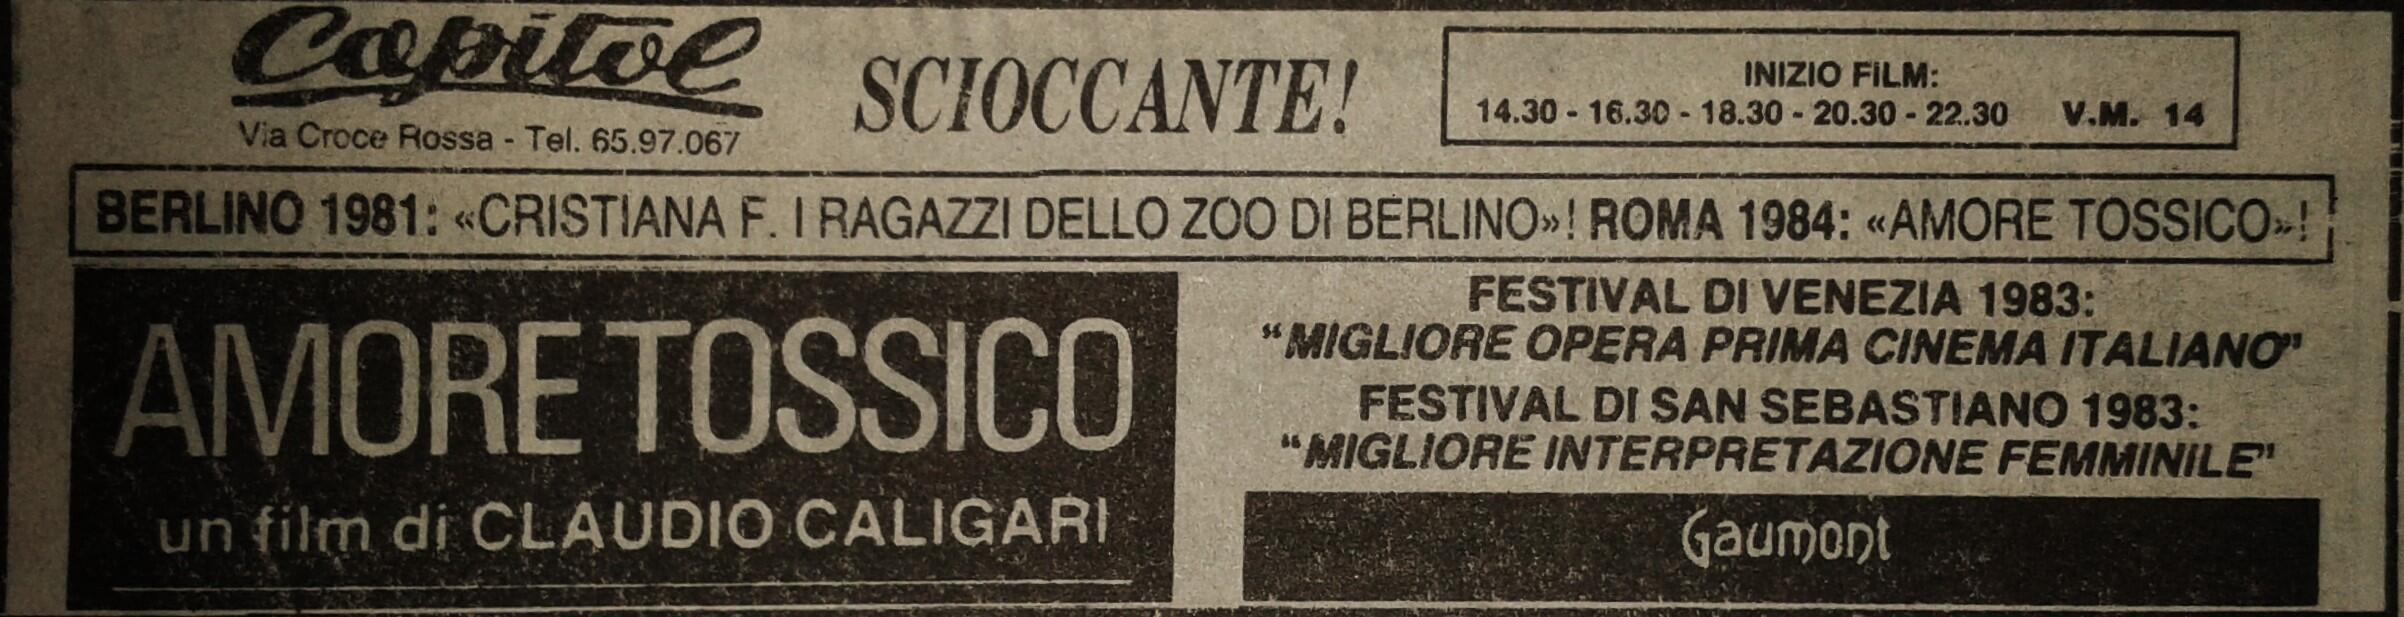 Capitol
Via Croce Rossa - Tel. 65.97.067
SCIOCCANTE!
INIZIO FILM:
14.30 - 16.30 - 18.30 - 20.30 - 22.30 V.M. 14
BERLINO 1981: «CRISTIANA F. I RAGAZZI DELLO ZOO DI BERLINO»! ROMA 1984: «AMORE TOSSICO»!
AMORE TOSSICO
un film di CLAUDIO CALIGARI
FESTIVAL DI VENEZIA 1983:
“MIGLIORE OPERA PRIMA CINEMA ITALIANO”
FESTIVAL DI SAN SEBASTIANO 1983:
“MIGLIORE INTERPRETAZIONE FEMMINILE”
Gaumont